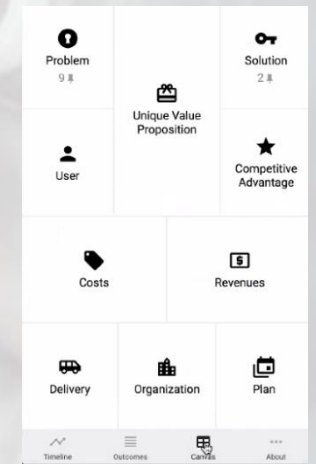 Problem
9
Solution
2
Unique Value
Proposition
User
Competitive
Advantage
Costs
$
Revenues
Delivery
Organization
Plan
Timeline
Outcomes
Canvas
About